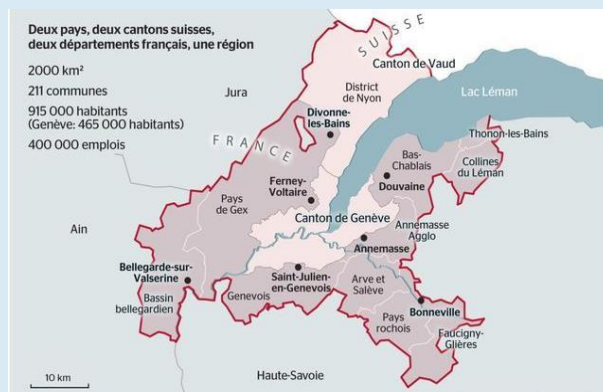 Deux pays, deux cantons suisses,
deux départements français, une région
2000 km²
211 communes
915 000 habitants
(Genève: 465 000 habitants)
400 000 emplois
SUISSE
Canton de Vaud
District
de Nyon
Lac Léman
Jura
Divonne-
les-Bains
FRANCE
Thonon-les-Bains
Bas-
Chablais
Collines
du Léman
Douvaine
Ferney-
Voltaire
Pays
de Gex
Canton de Genève
Annemasse
Agglo
Ain
Annemasse
Bellegarde-sur-
Valserine
Saint-Julien-
en-Genevois
Genevois
Arve et
Salève
Bonneville
Bassin
bellegardien
Pays
rochois
Faucigny-
Glières
Haute-Savoie
10 km